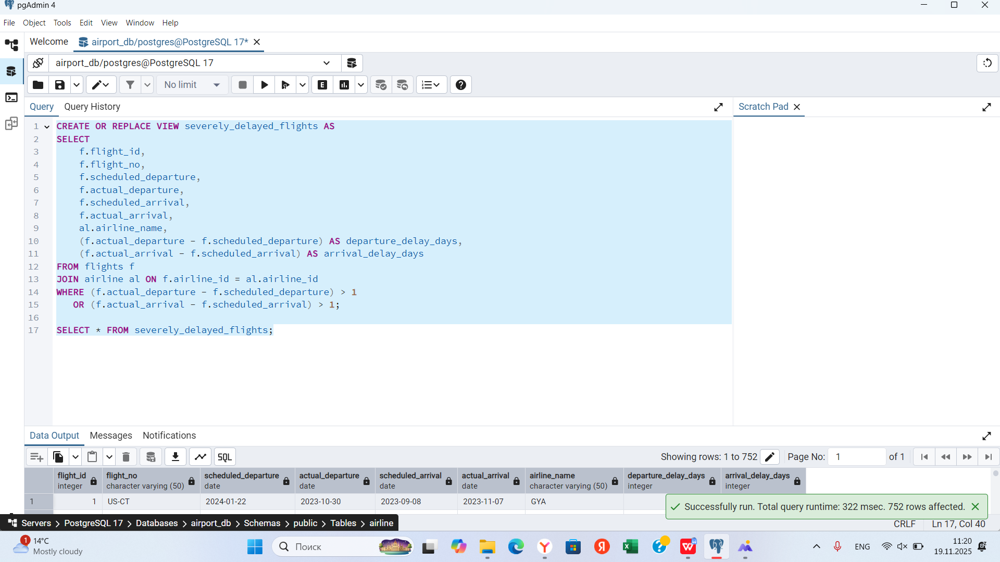 pgAdmin 4
File Object Tools Edit View Window Help
Welcome airport_db/postgres@PostgreSQL 17*
airport_db/postgres@PostgreSQL 17
No limit E
Query Query History Scratch Pad
1 CREATE OR REPLACE VIEW severely_delayed_flights AS
2 SELECT
3 f.flight_id,
4 f.flight_no,
5 f.scheduled_departure,
6 f.actual_departure,
7 f.scheduled_arrival,
8 f.actual_arrival,
9 al.airline_name,
10 (f.actual_departure - f.scheduled_departure) AS departure_delay_days,
11 (f.actual_arrival - f.scheduled_arrival) AS arrival_delay_days
12 FROM flights f
13 JOIN airline al ON f.airline_id = al.airline_id
14 WHERE (f.actual_departure - f.scheduled_departure) > 1
15 OR (f.actual_arrival - f.scheduled_arrival) > 1;
16
17 SELECT * FROM severely_delayed_flights;
Data Output Messages Notifications
SQL Showing rows: 1 to 752 Page No: 1 of 1
flight_id flight_no scheduled_departure actual_departure scheduled_arrival actual_arrival airline_name departure_delay_days arrival_delay_days
integer character varying (50) date date date date character varying (50) integer integer
1 1 US-CT 2024-01-22 2023-10-30 2023-09-08 2023-11-07 GYA
Successfully run. Total query runtime: 322 msec. 752 rows affected.
Servers > PostgreSQL 17 > Databases > airport_db > Schemas > public > Tables > airline
CRLF Ln 17, Col 40
1 14°C
Mostly cloudy
Поиск
ENG
11:20
19.11.2025